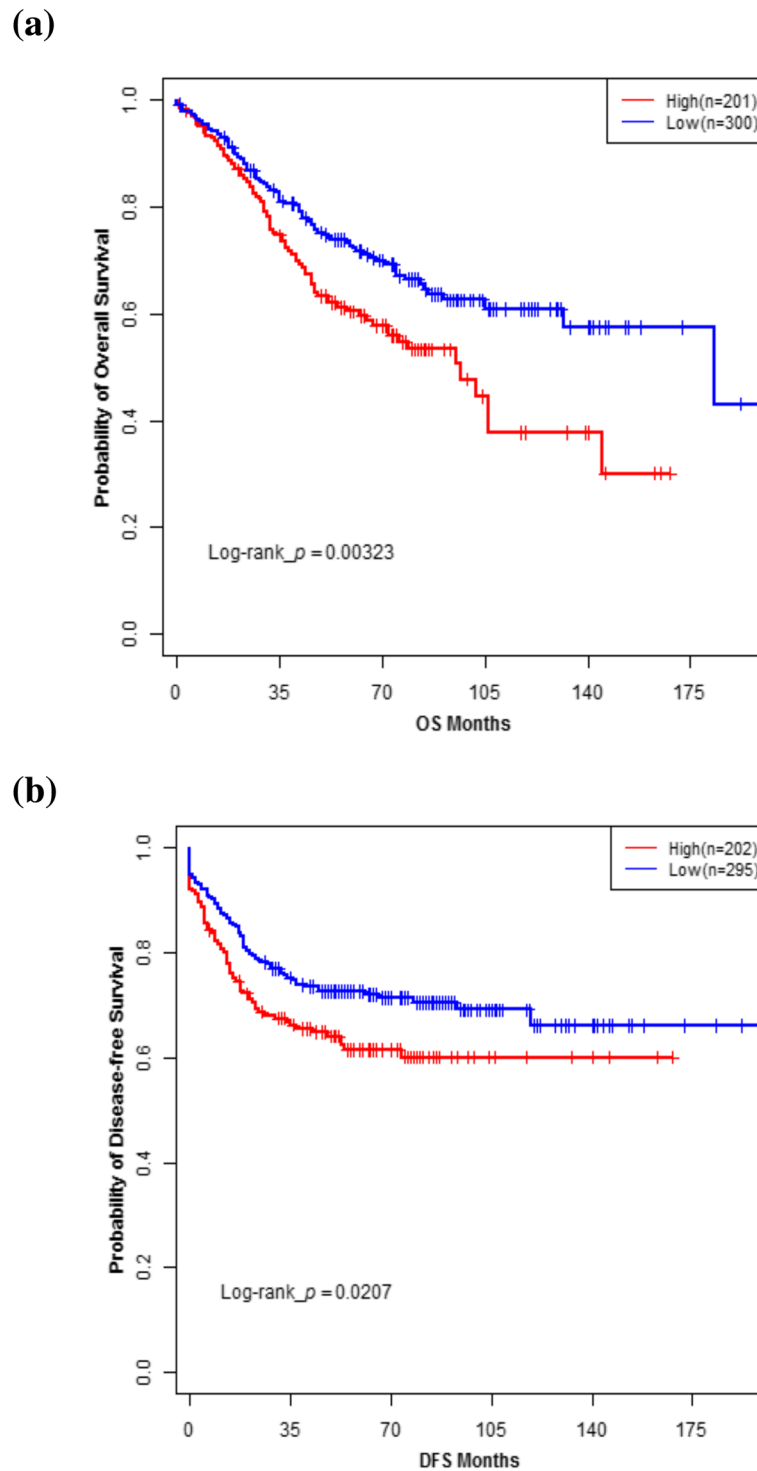 (a)
High(n=201)
Low(n=300)
Probability of Overall Survival
1.0
0.8
0.6
0.4
0.2
0.0
Log-rank_p = 0.00323
0 35 70 105 140 175
OS Months
(b)
High(n=202)
Low(n=295)
Probability of Disease-free Survival
1.0
0.8
0.6
0.4
0.2
0.0
Log-rank_p = 0.0207
0 35 70 105 140 175
DFS Months